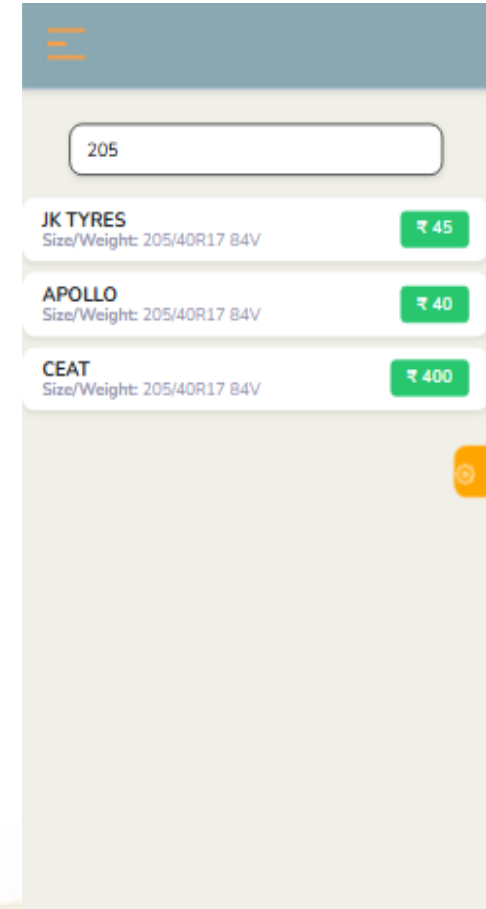 205
JK TYRES
Size/Weight: 205/40R17 84V
₹ 45
APOLLO
Size/Weight: 205/40R17 84V
₹ 40
CEAT
Size/Weight: 205/40R17 84V
₹ 400